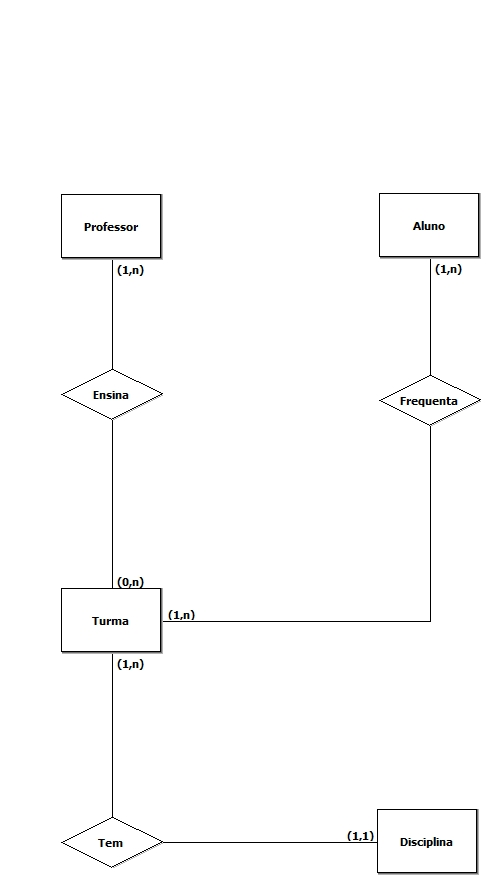 Professor
Aluno
(1,n)
(1,n)
Ensina
Frequenta
(0,n)
Turma
(1,n)
(1,n)
Tem
(1,1)
Disciplina